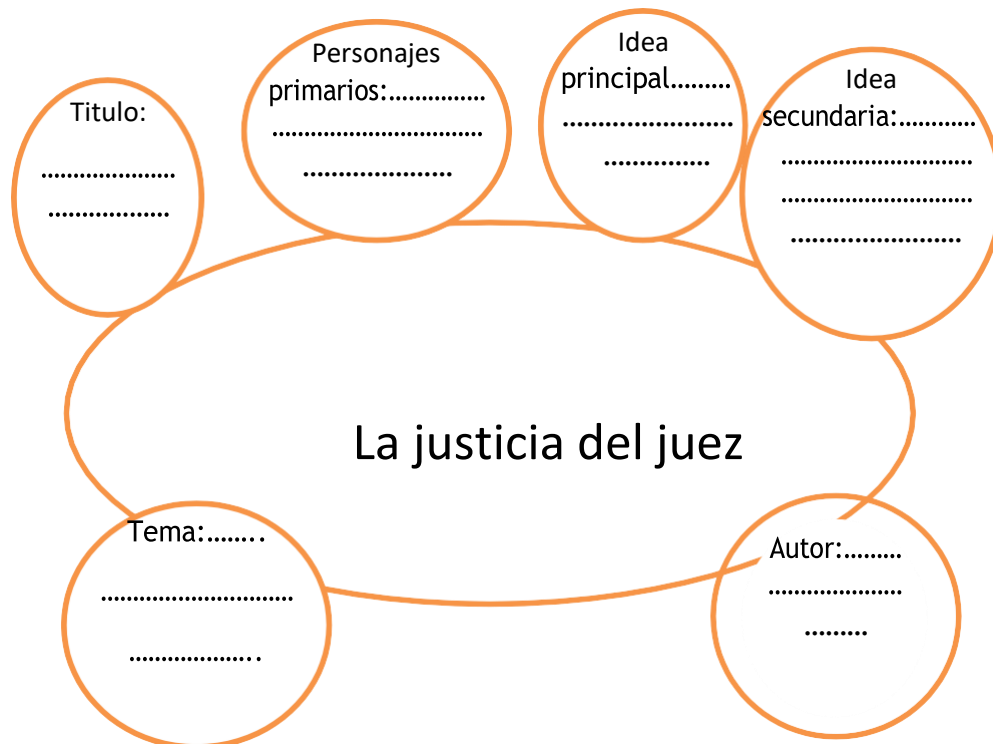 Titulo:
......................
....................
Personajes
primarios:...............
..................................
........................
Idea
principal.........
............................
.................
Idea
secundaria:...........
...............................
...............................
............................
La justicia del juez
Tema:........
...............................
.....................
Autor:.........
......................
..........